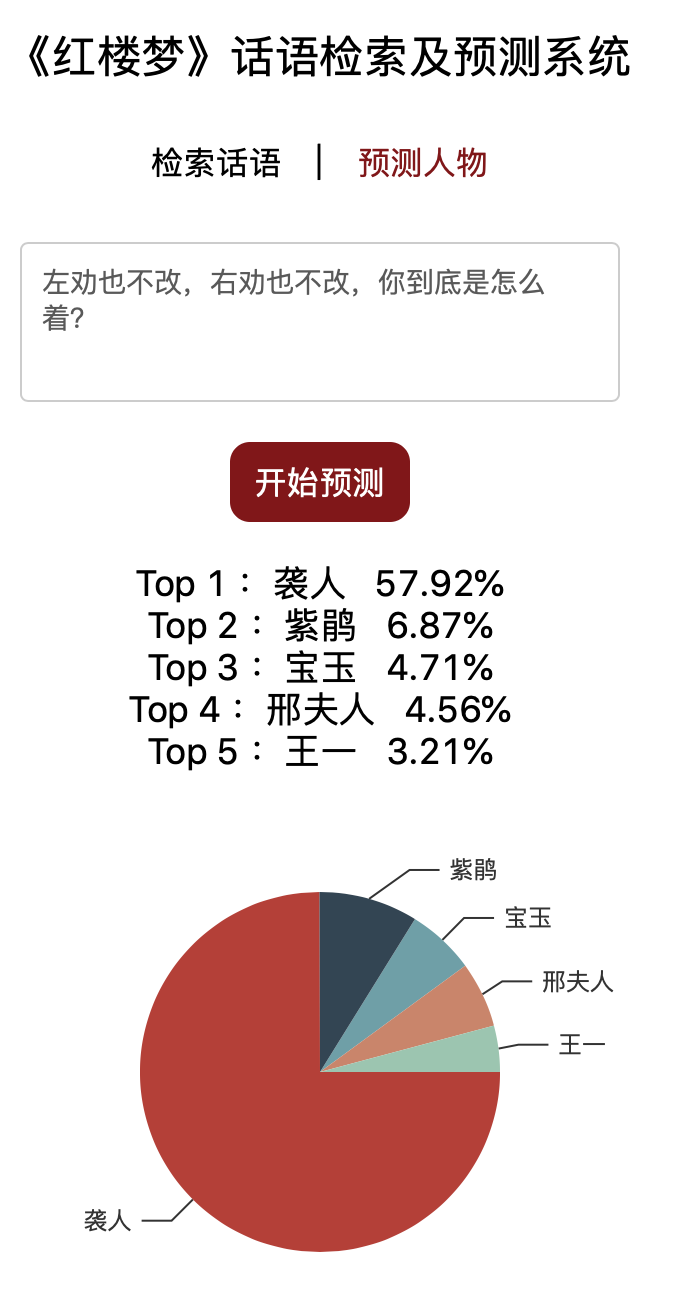 《红楼梦》话语检索及预测系统
检索话语 | 预测人物
左劝也不改，右劝也不改，你到底是怎么
着?
开始预测
Top 1： 袭人 57.92%
Top 2： 紫鹃 6.87%
Top 3： 宝玉 4.71%
Top 4： 邢夫人 4.56%
Top 5： 王一 3.21%
紫鹃
宝玉
邢夫人
王一
袭人